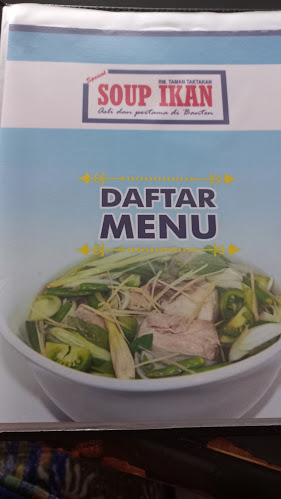 Special
RM. TAMAN TAKTAKAN
SOUP IKAN
Asli dan pertama di Banten
DAFTAR
MENU